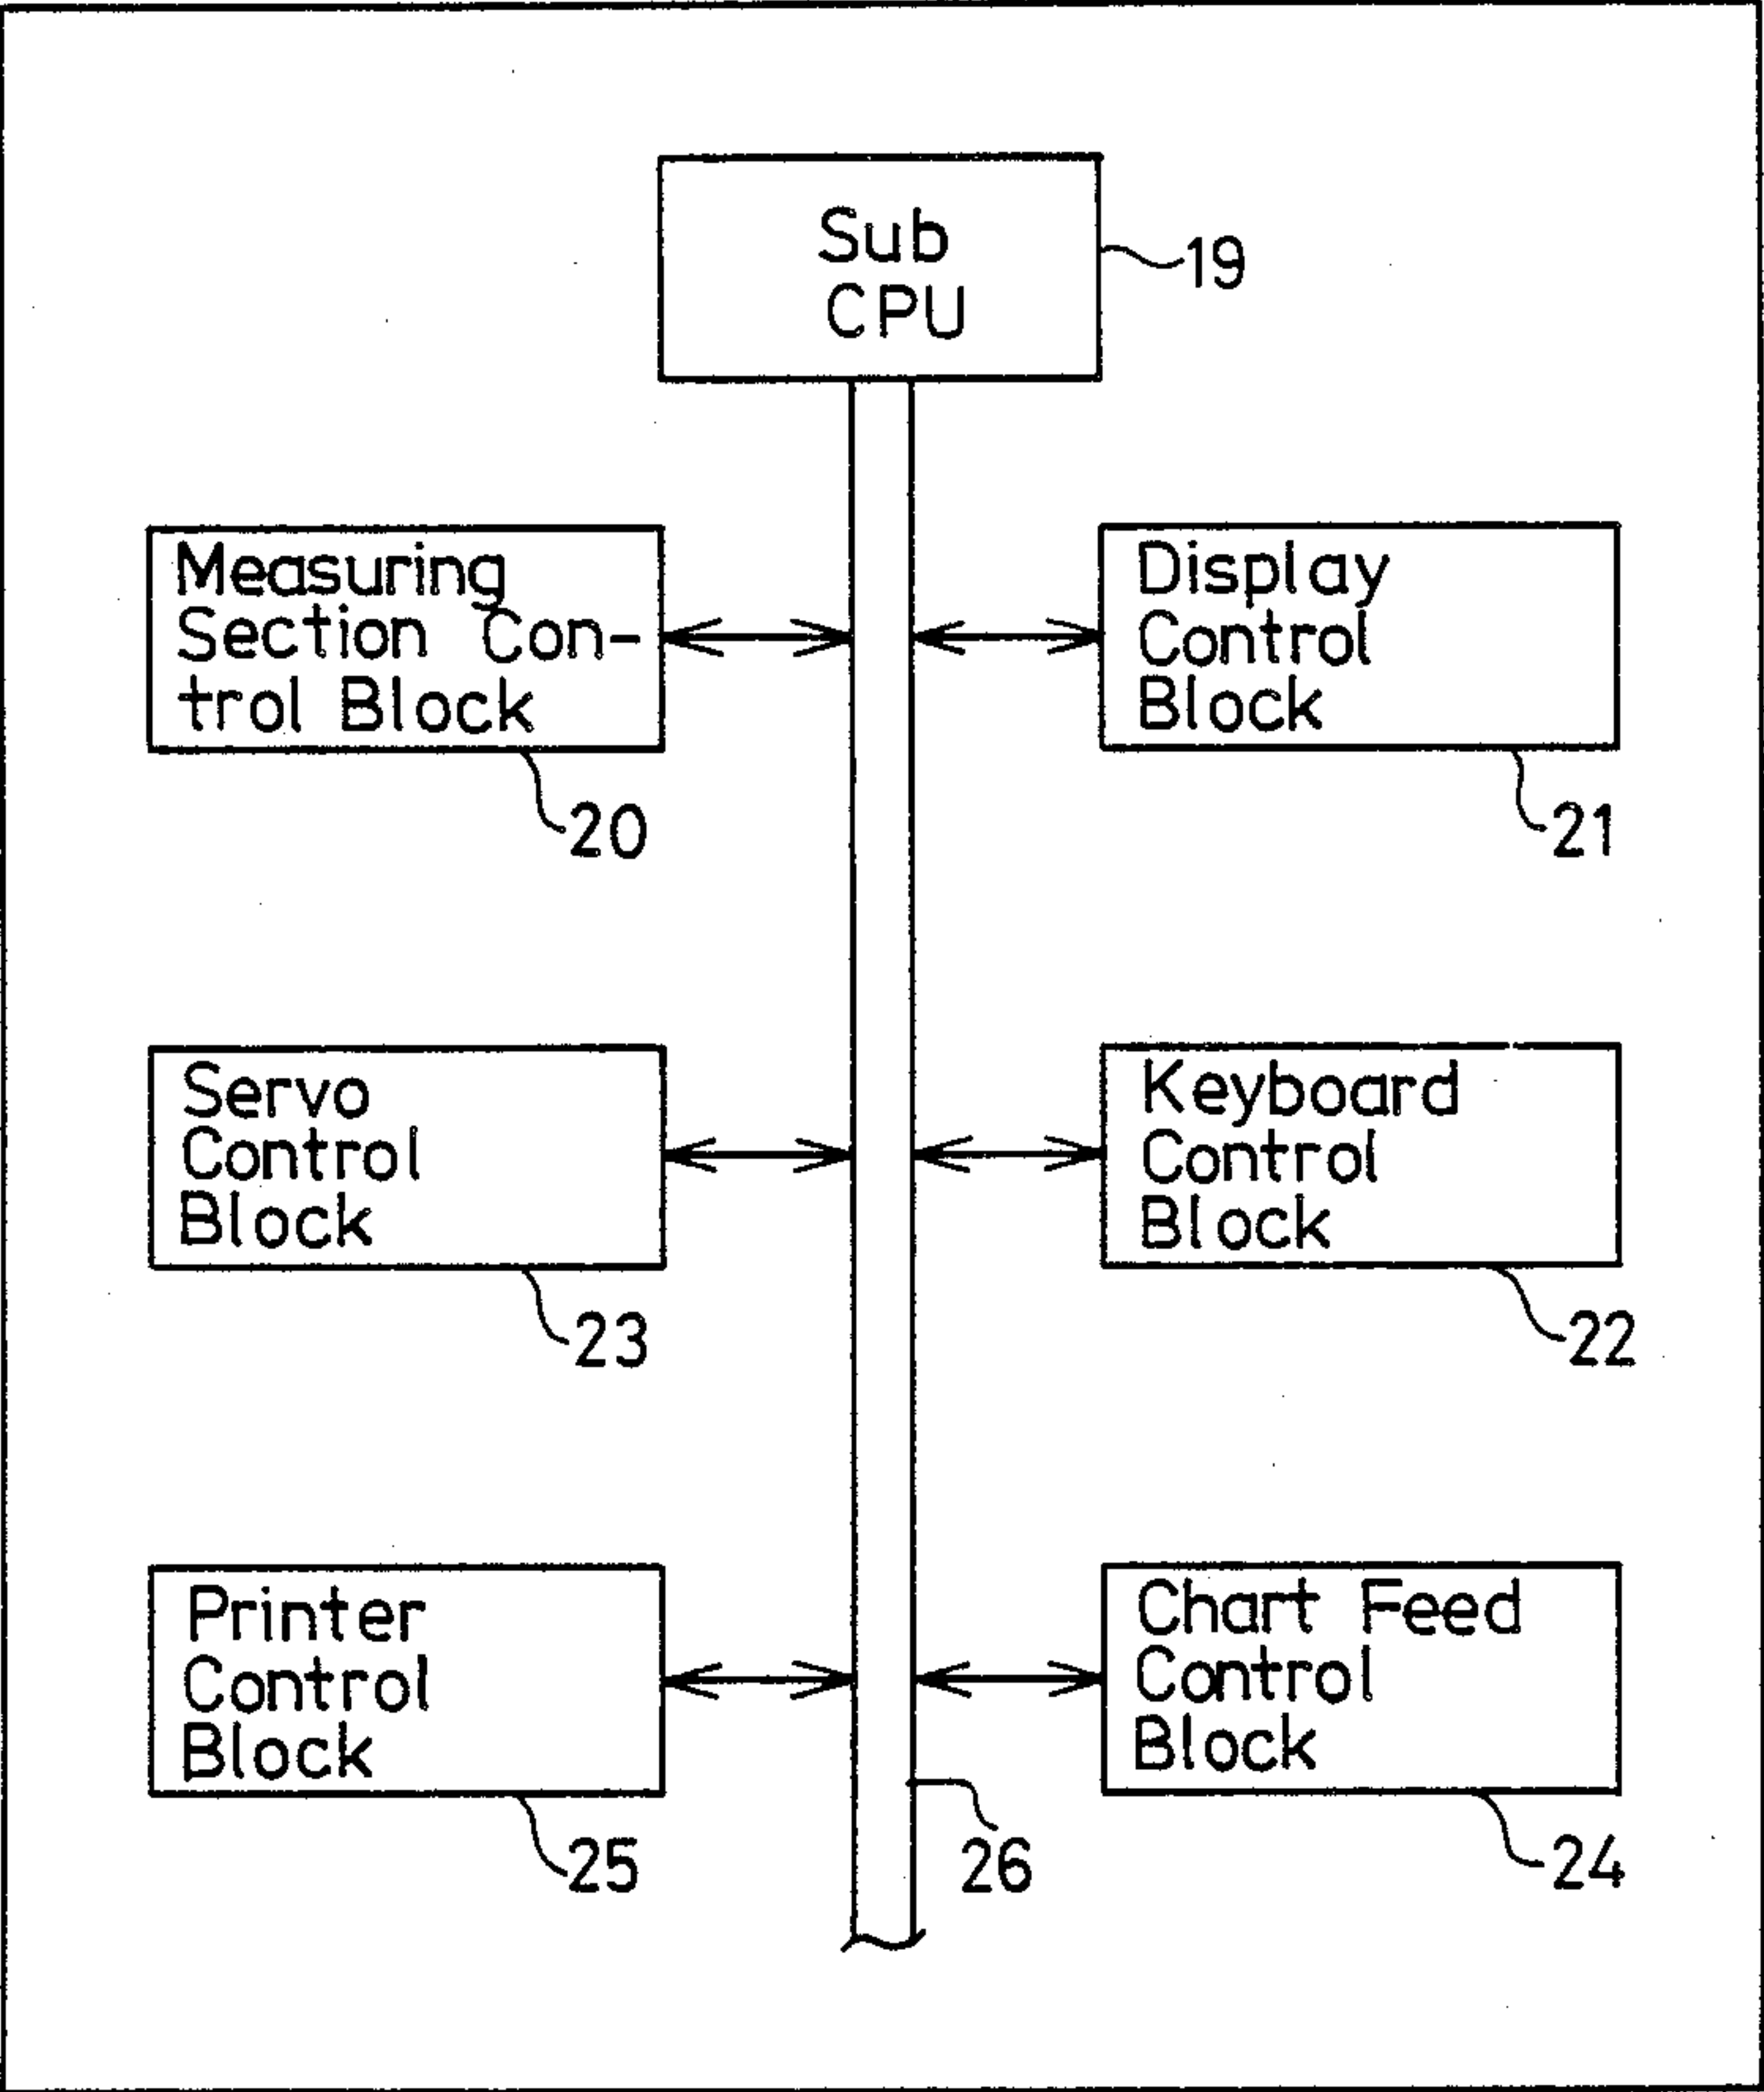 Sub
CPU
19
Measuring
Section Con-
trol Block
20
Display
Control
Block
21
Servo
Control
Block
23
Keyboard
Control
Block
22
Printer
Control
Block
25
26
Chart Feed
Control
Block
24